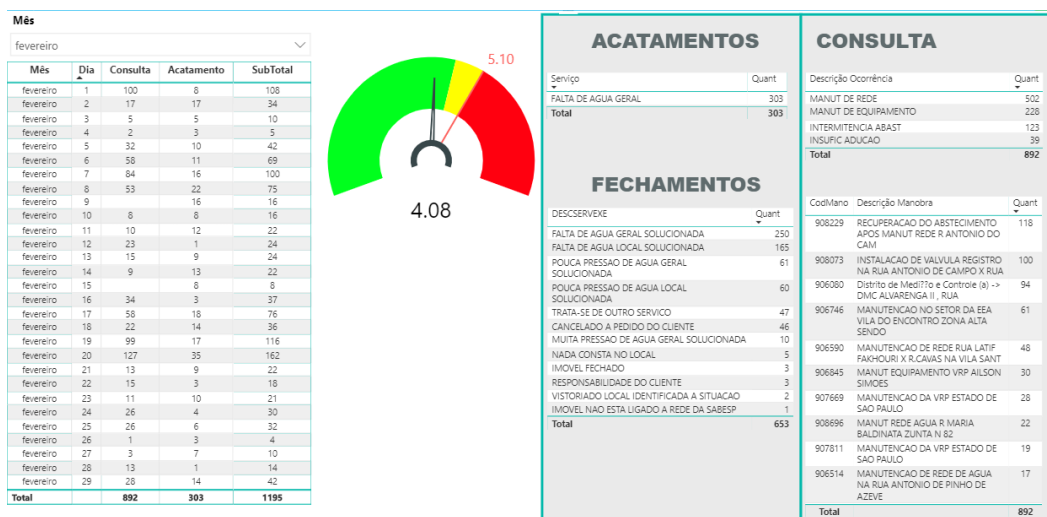 Mês
fevereiro
Mês Dia Consulta Acatamento SubTotal
fevereiro 1 100 8 108
fevereiro 2 17 17 34
fevereiro 3 5 5 10
fevereiro 4 2 3 5
fevereiro 5 32 10 42
fevereiro 6 58 11 69
fevereiro 7 84 16 100
fevereiro 8 53 22 75
fevereiro 9 16 16
fevereiro 10 8 8 16
fevereiro 11 10 12 22
fevereiro 12 23 1 24
fevereiro 13 15 9 24
fevereiro 14 9 13 22
fevereiro 15 8 8
fevereiro 16 34 3 37
fevereiro 17 58 18 76
fevereiro 18 22 14 36
fevereiro 19 99 17 116
fevereiro 20 127 35 162
fevereiro 21 13 9 22
fevereiro 22 15 3 18
fevereiro 23 11 10 21
fevereiro 24 26 4 30
fevereiro 25 26 6 32
fevereiro 26 1 3 4
fevereiro 27 3 7 10
fevereiro 28 13 1 14
fevereiro 29 28 14 42
Total 892 303 1195
5.10
4.08
ACATAMENTOS
Serviço Quant
FALTA DE AGUA GERAL 303
Total 303
FECHAMENTOS
DESCSERVEXE Quant
FALTA DE AGUA GERAL SOLUCIONADA 250
FALTA DE AGUA LOCAL SOLUCIONADA 165
POUCA PRESSAO DE AGUA GERAL 61
SOLUCIONADA
POUCA PRESSAO DE AGUA LOCAL 60
SOLUCIONADA
TRATA-SE DE OUTRO SERVICO 47
CANCELADO A PEDIDO DO CLIENTE 46
MUITA PRESSAO DE AGUA GERAL SOLUCIONADA 10
NADA CONSTA NO LOCAL 5
IMOVEL FECHADO 3
RESPONSABILIDADE DO CLIENTE 3
VISTORIADO LOCAL IDENTIFICADA A SITUACAO 2
IMOVEL NAO ESTA LIGADO A REDE DA SABESP 1
Total 653
CONSULTA
Descrição Ocorrência Quant
MANUT DE REDE 502
MANUT DE EQUIPAMENTO 228
INTERMITENCIA ABAST 123
INSUFIC ADUCAO 39
Total 892
CodMano Descrição Manobra Quant
908229 RECUPERACAO DO ABSTECIMENTO 118
APOS MANUT REDE R ANTONIO DO
CAM
908073 INSTALACAO DE VALVULA REGISTRO 100
NA RUA ANTONIO DE CAMPO X RUA
906080 Distrito de Medi??o e Controle (a) -> 94
DMC ALVARENGA II , RUA
906746 MANUTENCAO NO SETOR DA EEA 61
VILA DO ENCONTRO ZONA ALTA
SENDO
906590 MANUTENCAO DE REDE RUA LATIF 48
FAKHOURI X R.CAVAS NA VILA SANT
906845 MANUT EQUIPAMENTO VRP AILSON 30
SIMOES
907669 MANUTENCAO DA VRP ESTADO DE 28
SAO PAULO
908696 MANUT REDE AGUA R MARIA 22
BALDINATA ZUNTA N 82
907811 MANUTENCAO DA VRP ESTADO DE 19
SAO PAULO
906514 MANUTENCAO DE REDE DE AGUA 17
NA RUA ANTONIO DE PINHO DE
AZEVE
Total 892